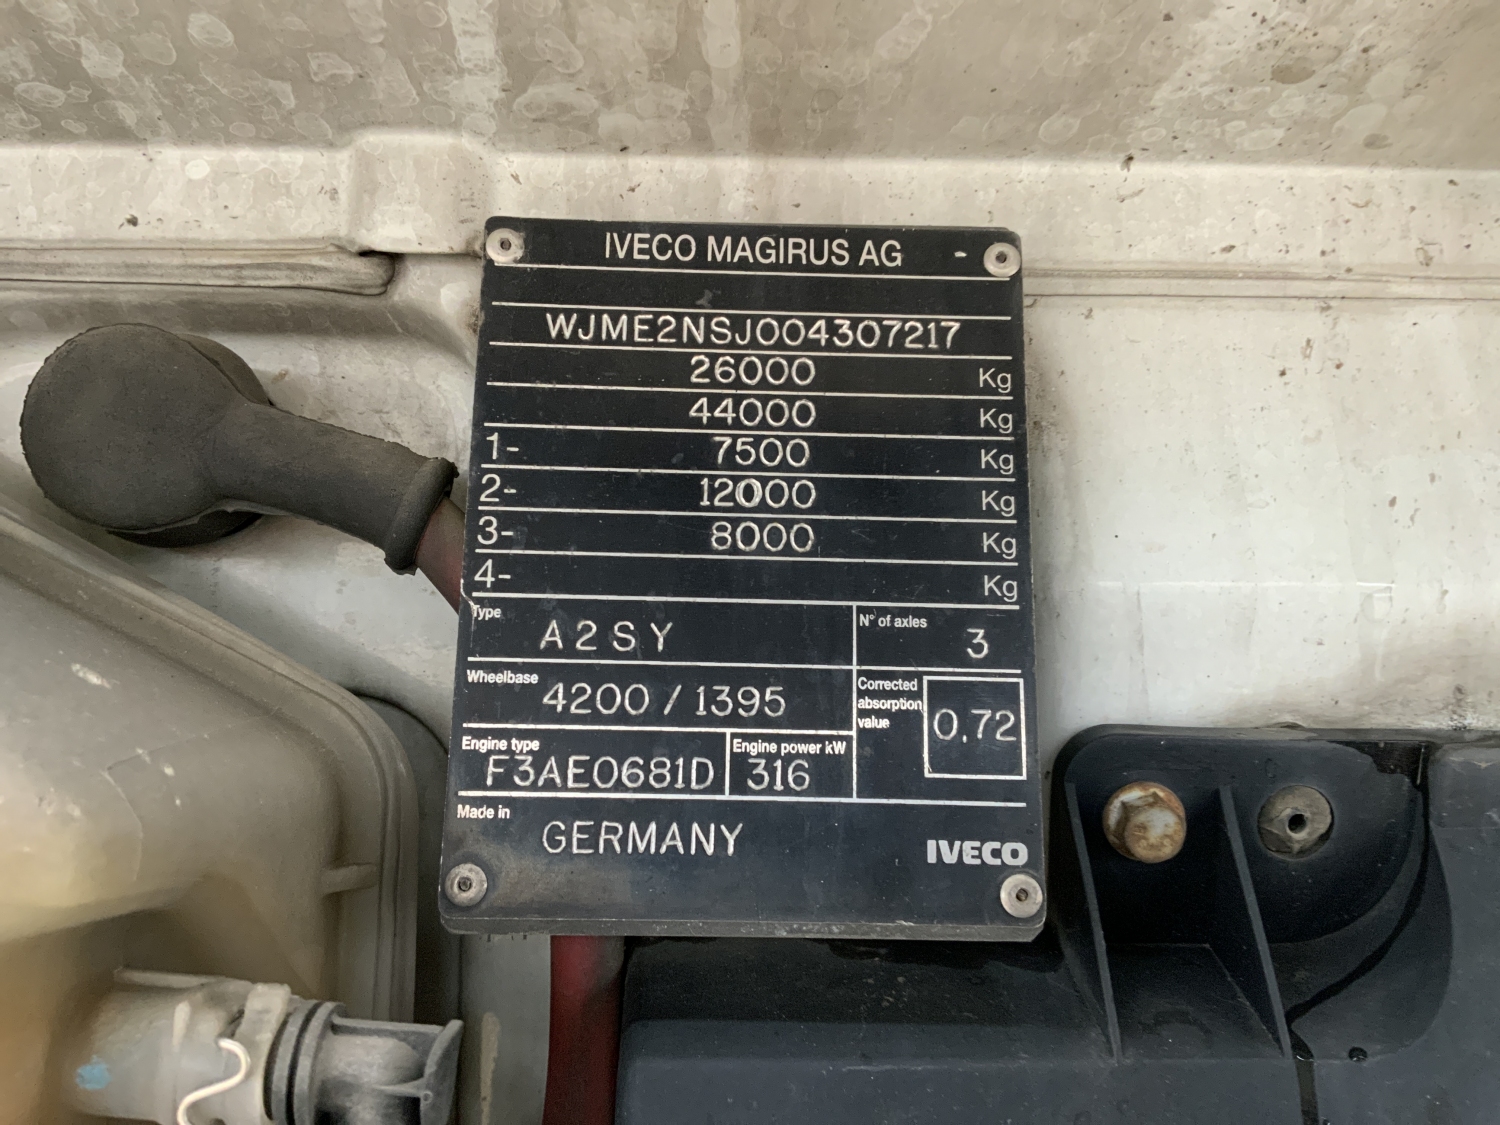 IVECO MAGIRUS AG
WJME2NSJ004307217
26000 Kg
44000 Kg
1- 7500 Kg
2- 12000 Kg
3- 8000 Kg
4- Kg
Type A2SY N° of axles 3
Wheelbase 4200 / 1395 Corrected absorption value 0.72
Engine type F3AE0681D Engine power kW 316
Made in GERMANY IVECO